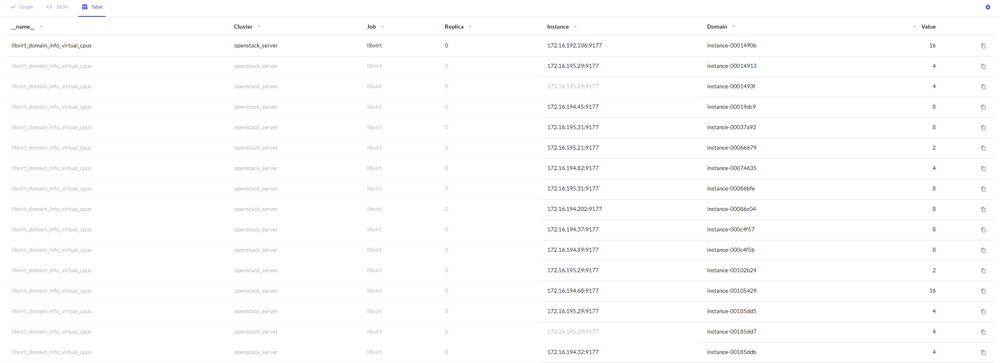 Graph JSON Table
__name__ Cluster Job Replica Instance Domain Value
libvirt_domain_info_virtual_cpus openstack_server libvirt 0 172.16.192.106:9177 instance-0001490b 16
libvirt_domain_info_virtual_cpus openstack_server libvirt 0 172.16.195.29:9177 instance-00014913 4
libvirt_domain_info_virtual_cpus openstack_server libvirt 0 172.16.195.29:9177 instance-0001493f 4
libvirt_domain_info_virtual_cpus openstack_server libvirt 0 172.16.194.45:9177 instance-00019dc9 8
libvirt_domain_info_virtual_cpus openstack_server libvirt 0 172.16.195.31:9177 instance-00037a92 8
libvirt_domain_info_virtual_cpus openstack_server libvirt 0 172.16.195.21:9177 instance-00066679 2
libvirt_domain_info_virtual_cpus openstack_server libvirt 0 172.16.194.82:9177 instance-00074635 4
libvirt_domain_info_virtual_cpus openstack_server libvirt 0 172.16.195.31:9177 instance-00086bfe 8
libvirt_domain_info_virtual_cpus openstack_server libvirt 0 172.16.194.202:9177 instance-00086c04 8
libvirt_domain_info_virtual_cpus openstack_server libvirt 0 172.16.194.37:9177 instance-000c4f57 8
libvirt_domain_info_virtual_cpus openstack_server libvirt 0 172.16.194.89:9177 instance-000c4f5b 8
libvirt_domain_info_virtual_cpus openstack_server libvirt 0 172.16.195.29:9177 instance-00102b24 2
libvirt_domain_info_virtual_cpus openstack_server libvirt 0 172.16.194.68:9177 instance-00105429 16
libvirt_domain_info_virtual_cpus openstack_server libvirt 0 172.16.195.29:9177 instance-00185dd5 4
libvirt_domain_info_virtual_cpus openstack_server libvirt 0 172.16.195.29:9177 instance-00185dd7 4
libvirt_domain_info_virtual_cpus openstack_server libvirt 0 172.16.194.32:9177 instance-00185ddb 4